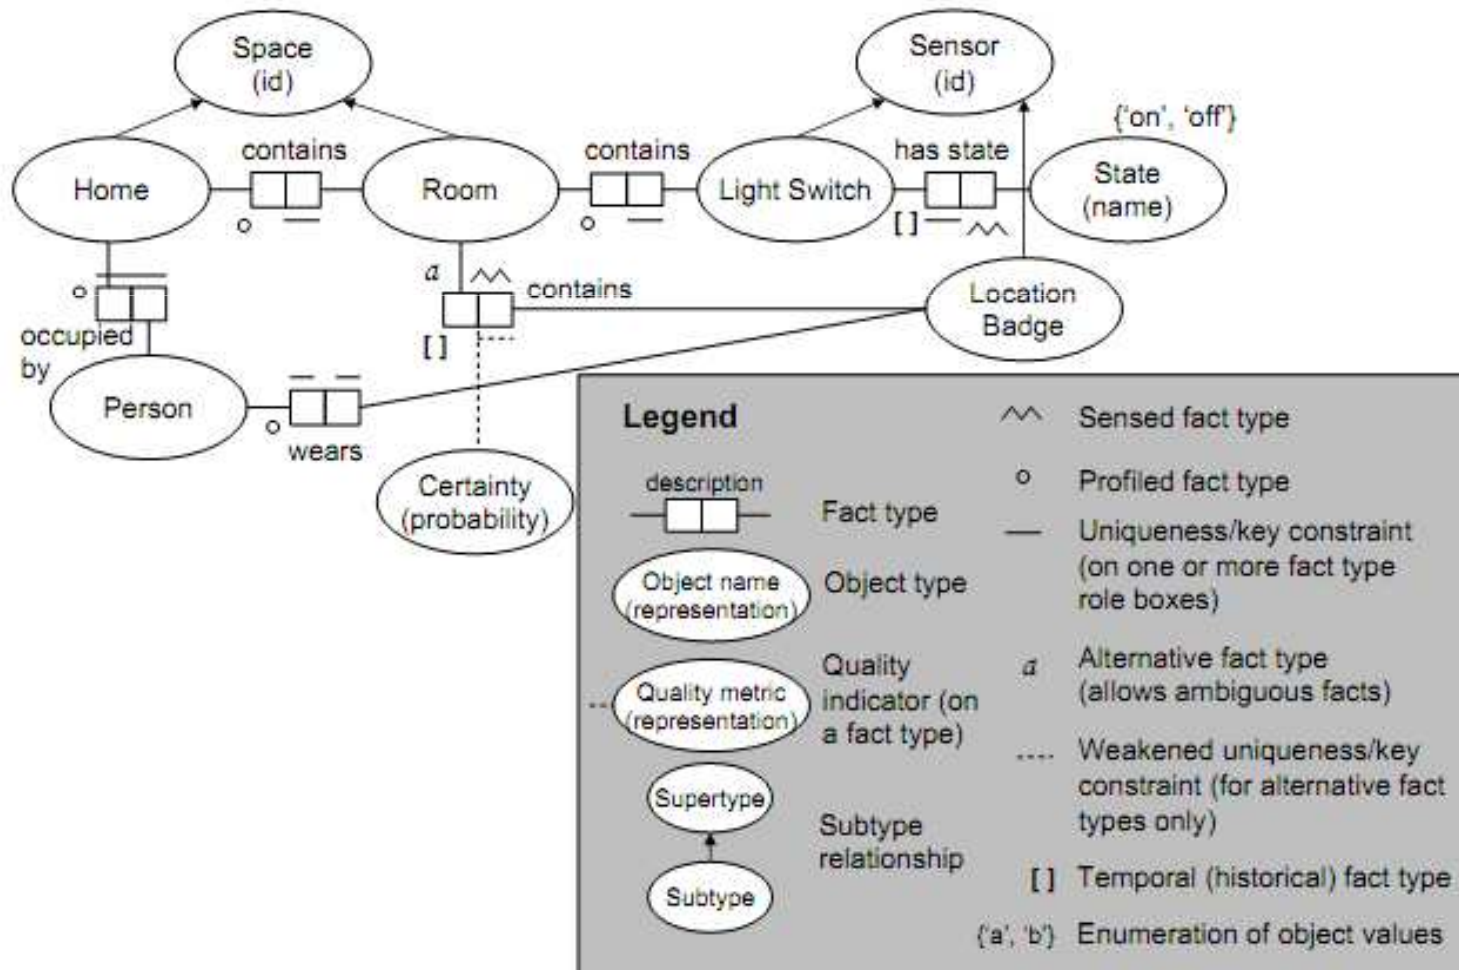 Space
(id)
Sensor
(id)
{'on', 'off'}
contains
contains
has state
Home
Room
Light Switch
State
(name)
[ ]
a
contains
Location
Badge
occupied
by
[ ]
Person
wears
Certainty
(probability)
Legend
description
Fact type
Object name
(representation)
Object type
Quality metric
(representation)
Quality
indicator (on
a fact type)
Supertype
Subtype
Subtype
relationship
Sensed fact type
Profiled fact type
Uniqueness/key constraint
(on one or more fact type
role boxes)
a
Alternative fact type
(allows ambiguous facts)
Weakened uniqueness/key
constraint (for alternative fact
types only)
[ ] Temporal (historical) fact type
{'a', 'b'} Enumeration of object values